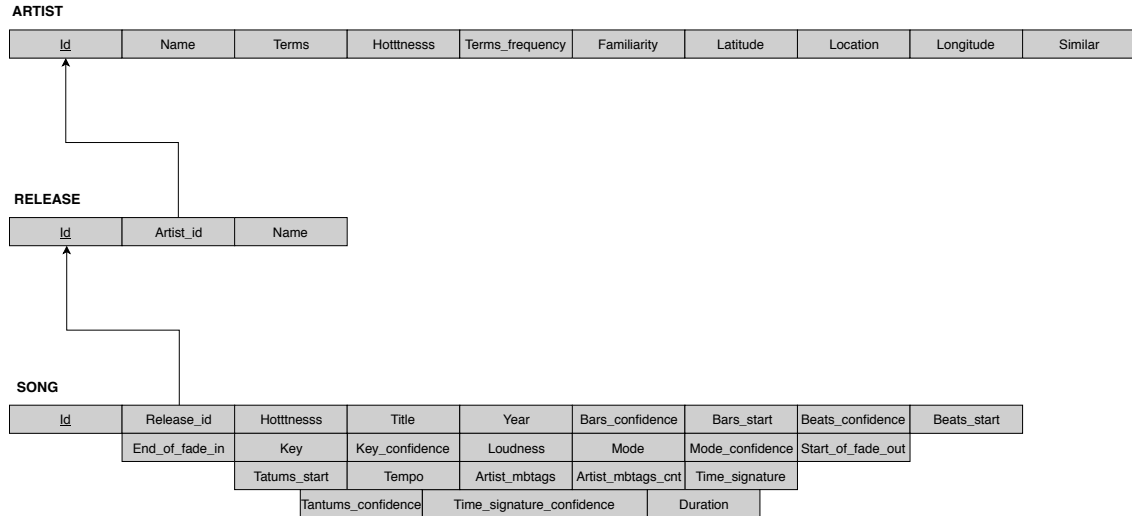 ARTIST
Id Name Terms Hotttnesss Terms_frequency Familiarity Latitude Location Longitude Similar
RELEASE
Id Artist_id Name
SONG
Id Release_id Hotttnesss Title Year Bars_confidence Bars_start Beats_confidence Beats_start
End_of_fade_in Key Key_confidence Loudness Mode Mode_confidence Start_of_fade_out
Tatums_start Tempo Artist_mbtags Artist_mbtags_cnt Time_signature
Tantums_confidence Time_signature_confidence Duration